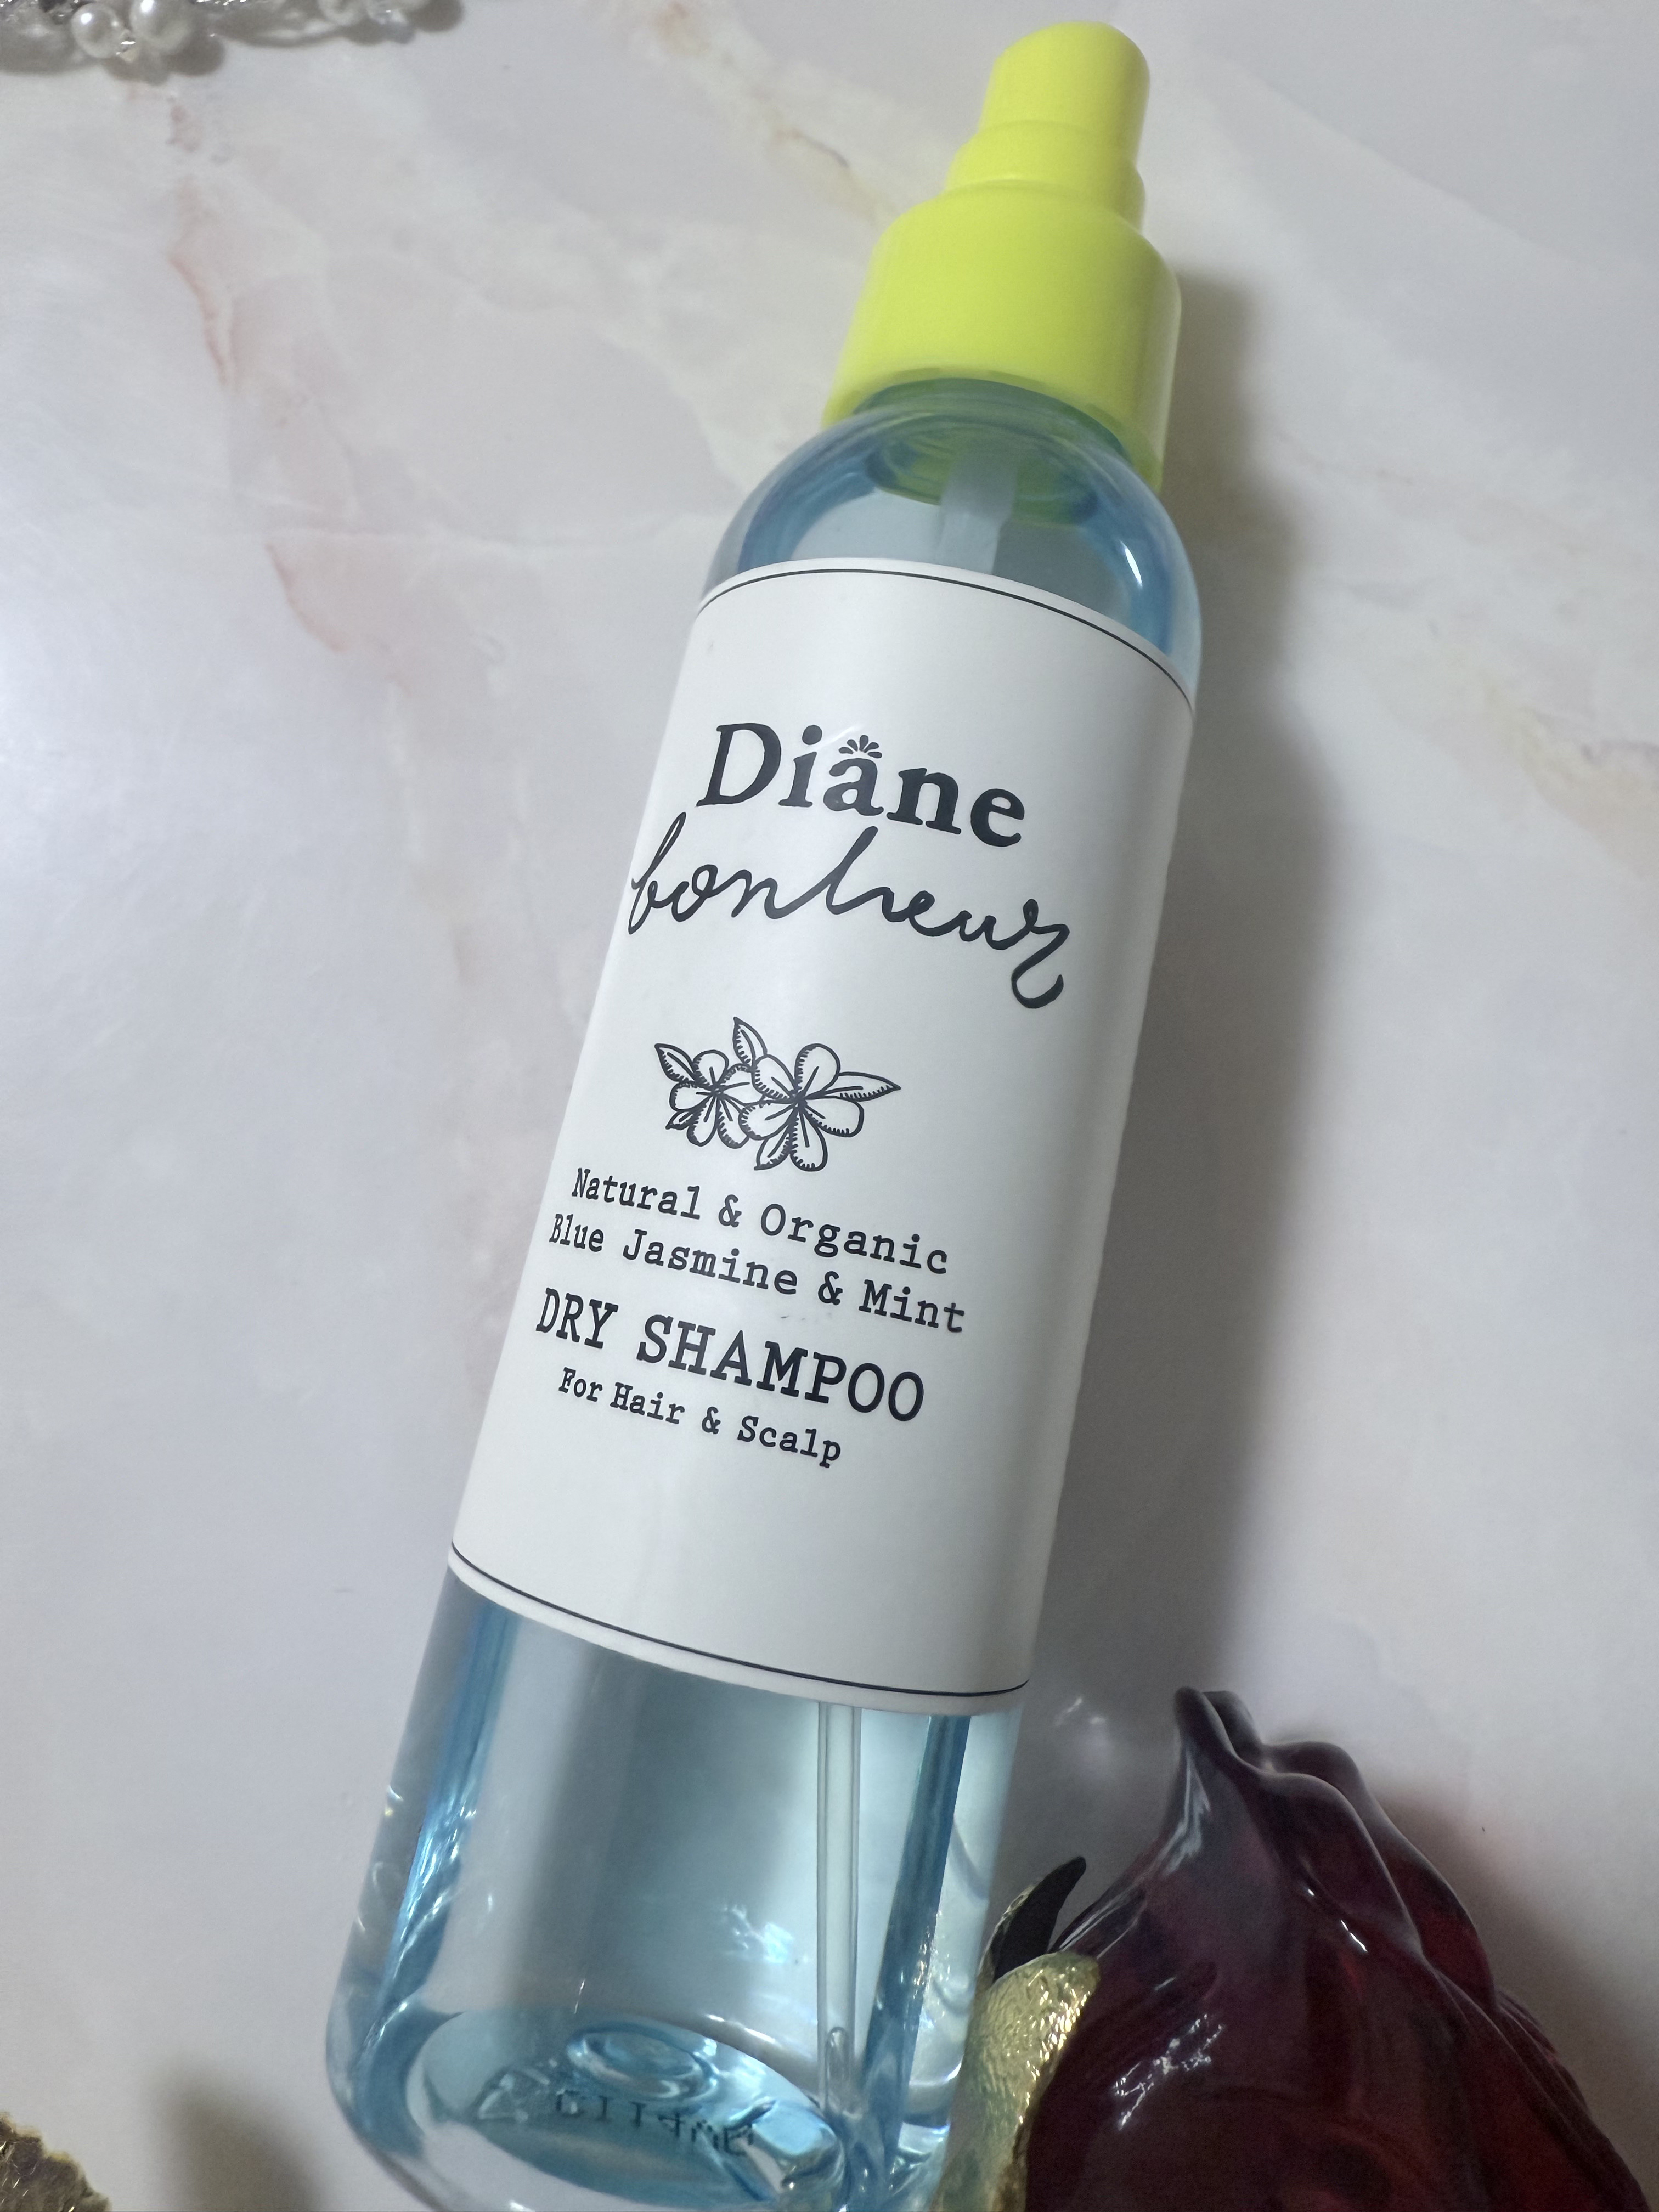 Diane
bonheur
Natural & Organic
Blue Jasmine & Mint
DRY SHAMPOO
For Hair & Scalp